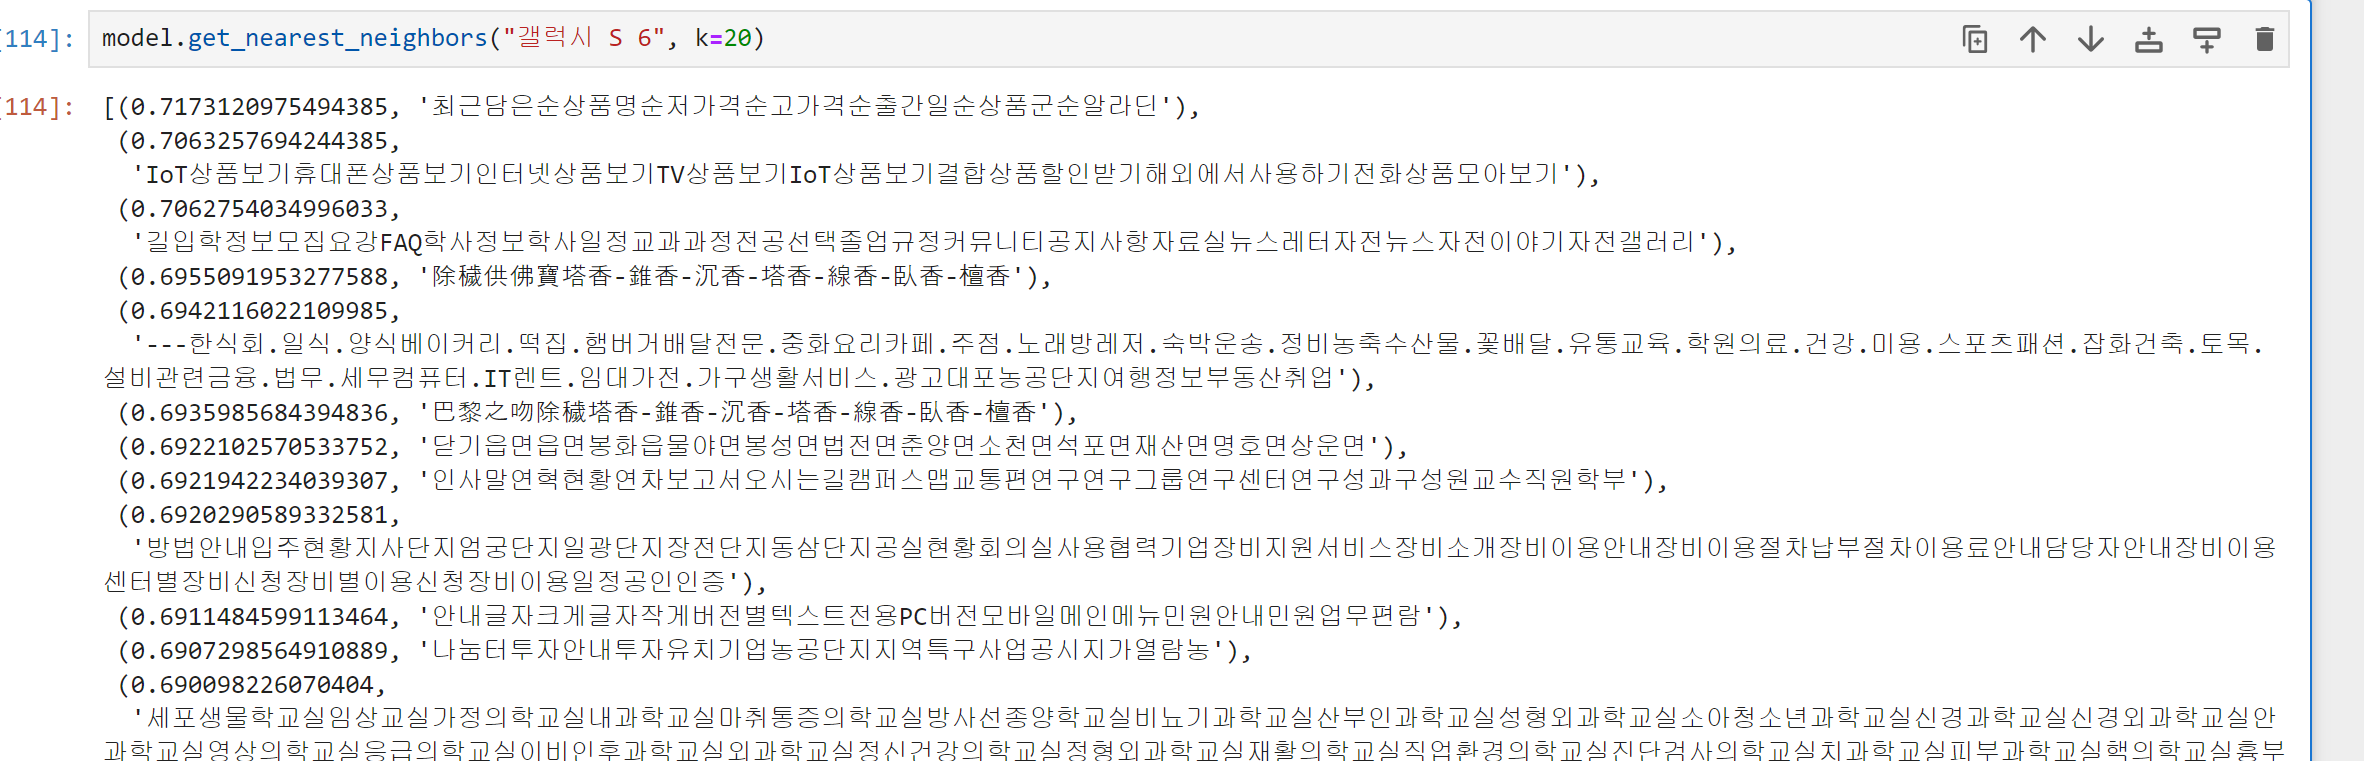 [114]: model.get_nearest_neighbors("갤럭시 S 6", k=20)
[114]: [(0.7173120975494385, '최근담은순상품명순저가격순고가격순출간일순상품군순알라딘'),
(0.7063257694244385,
'IoT상품보기휴대폰상품보기인터넷상품보기TV상품보기IoT상품보기결합상품할인받기해외에서사용하기전화상품모아보기'),
(0.7062754034996033,
'길입학정보모집요강FAQ학사정보학사일정교과과정전공선택졸업규정커뮤니티공지사항자료실뉴스레터자전뉴스자전이야기자전갤러리'),
(0.6955091953277588, '除穢供佛寶塔香-錐香-沉香-塔香-線香-臥香-檀香'),
(0.6942116022109985,
'---한식회.일식.양식베이커리.떡집.햄버거배달전문.중화요리카페.주점.노래방레저.숙박운송.정비농축수산물.꽃배달.유통교육.학원의료.건강.미용.스포츠패션.잡화건축.토목.
설비관련금융.법무.세무컴퓨터.IT렌트.임대가전.가구생활서비스.광고대포농공단지여행정보부동산취업'),
(0.6935985684394836, '巴黎之吻除穢塔香-錐香-沉香-塔香-線香-臥香-檀香'),
(0.6922102570533752, '닫기읍면읍면봉화읍물야면봉성면법전면춘양면소천면석포면재산면명호면상운면'),
(0.6921942234039307, '인사말연혁현황연차보고서오시는길캠퍼스맵교통편연구연구그룹연구센터연구성과구성원교수직원학부'),
(0.6920290589332581,
'방법안내입주현황지사단지엄궁단지일광단지장전단지동삼단지공실현황회의실사용협력기업장비지원서비스장비소개장비이용안내장비이용절차납부절차이용료안내담당자안내장비이용
센터별장비신청장비별이용신청장비이용일정공인인증'),
(0.6911484599113464, '안내글자크게글자작게버전별텍스트전용PC버전모바일메인메뉴민원안내민원업무편람'),
(0.6907298564910889, '나눔터투자안내투자유치기업농공단지지역특구사업공시지가열람농'),
(0.690098226070404,
'세포생물학교실임상교실가정의학교실내과학교실마취통증의학교실방사선종양학교실비뇨기과학교실산부인과학교실성형외과학교실소아청소년과학교실신경과학교실신경외과학교실안
과학교실영상의학교실응급의학교실이비인후과학교실외과학교실정신건강의학교실정형외과학교실재활의학교실직업환경의학교실진단검사의학교실치과학교실피부과학교실핵의학교실흉부